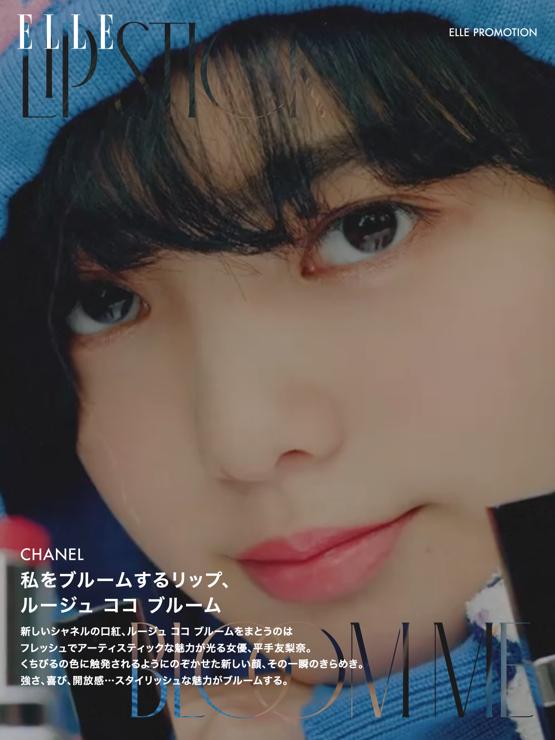 ELLE
ELLE PROMOTION
LIPSTICK
CHANEL
私をブルームするリップ、
ルージュ ココ ブルーム
新しいシャネルの口紅、ルージュ ココ ブルームをまとうのは
フレッシュでアーティスティックな魅力が光る女優、平手友梨奈。
くちびるの色に触発されるようにのぞかせた新しい顔、その一瞬のきらめき。
強さ、喜び、開放感…スタイリッシュな魅力がブルームする。
BLOOM ME